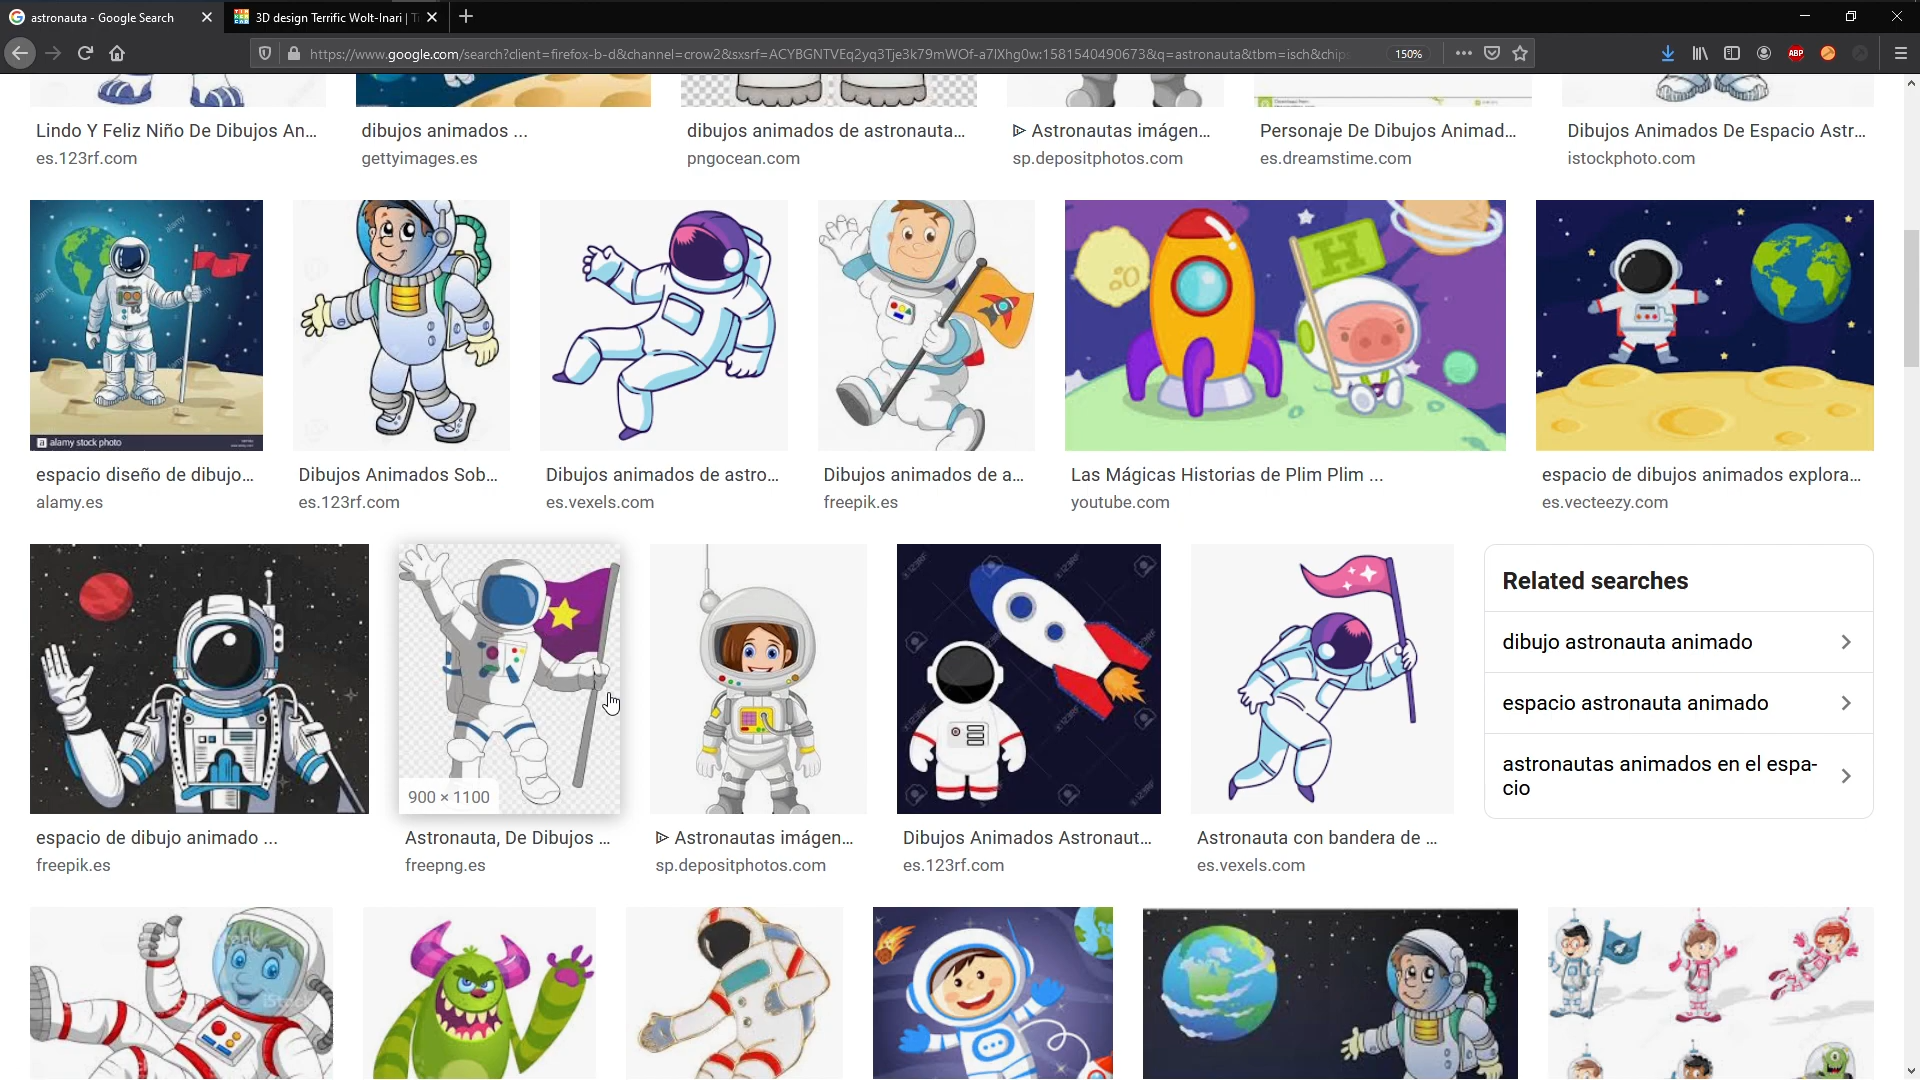 astronauta - Google Search
3D design Terrific Wolt-Inari | Ti
https://www.google.com/search?client=firefox-b-d&channel=crow2&sxsrf=ACYBGNTVEq2yq3Tje3k79mWOf-a7lXhg0w:1581540490673&q=astronauta&tbm=isch&chips
150%
ABP
Lindo Y Feliz Niño De Dibujos An...
es.123rf.com
dibujos animados ...
gettyimages.es
dibujos animados de astronauta...
pngocean.com
ᐈ Astronautas imágen...
sp.depositphotos.com
Personaje De Dibujos Animad...
es.dreamstime.com
Dibujos Animados De Espacio Astr...
istockphoto.com
a alamy stock photo
H
espacio diseño de dibujo...
alamy.es
Dibujos Animados Sob...
es.123rf.com
Dibujos animados de astro...
es.vexels.com
Dibujos animados de a...
freepik.es
Las Mágicas Historias de Plim Plim ...
youtube.com
espacio de dibujos animados explora...
es.vecteezy.com
900 × 1100
espacio de dibujo animado ...
freepik.es
Astronauta, De Dibujos ...
freepng.es
ᐈ Astronautas imágen...
sp.depositphotos.com
Dibujos Animados Astronaut...
es.123rf.com
Astronauta con bandera de ...
es.vexels.com
Related searches
dibujo astronauta animado
espacio astronauta animado
astronautas animados en el espa-
cio
iStock